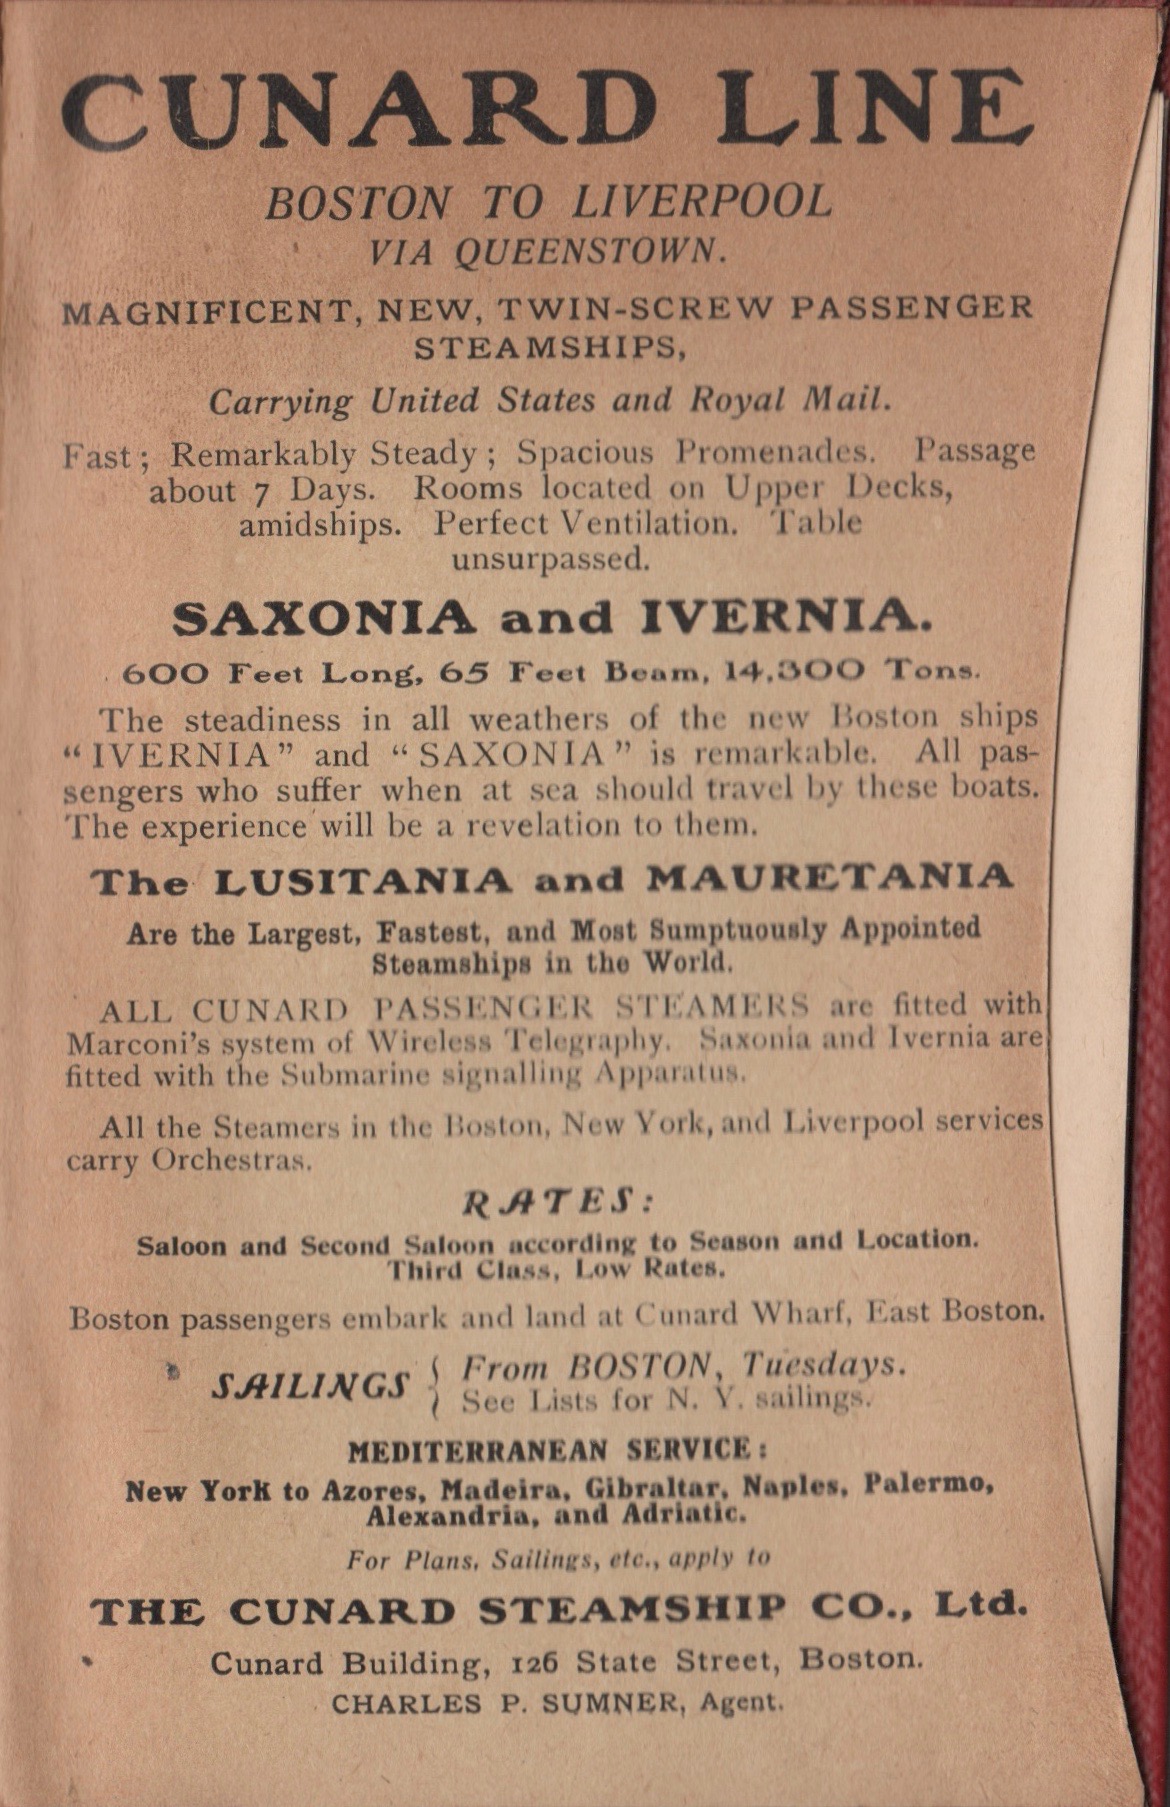 CUNARD LINE
BOSTON TO LIVERPOOL
VIA QUEENSTOWN.
MAGNIFICENT, NEW, TWIN-SCREW PASSENGER
STEAMSHIPS,
Carrying United States and Royal Mail.
Fast; Remarkably Steady; Spacious Promenades. Passage
about 7 Days. Rooms located on Upper Decks,
amidships. Perfect Ventilation. Table
unsurpassed.
SAXONIA and IVERNIA.
600 Feet Long, 65 Feet Beam, 14,300 Tons.
The steadiness in all weathers of the new Boston ships
“IVERNIA” and “SAXONIA” is remarkable. All pas-
sengers who suffer when at sea should travel by these boats.
The experience will be a revelation to them.
The LUSITANIA and MAURETANIA
Are the Largest, Fastest, and Most Sumptuously Appointed
Steamships in the World.
ALL CUNARD PASSENGER STEAMERS are fitted with
Marconi’s system of Wireless Telegraphy. Saxonia and Ivernia are
fitted with the Submarine signalling Apparatus.
All the Steamers in the Boston, New York, and Liverpool services
carry Orchestras.
RATES:
Saloon and Second Saloon according to Season and Location.
Third Class, Low Rates.
Boston passengers embark and land at Cunard Wharf, East Boston.
SAILINGS { From BOSTON, Tuesdays.
See Lists for N. Y. sailings.
MEDITERRANEAN SERVICE:
New York to Azores, Madeira, Gibraltar, Naples, Palermo,
Alexandria, and Adriatic.
For Plans, Sailings, etc., apply to
THE CUNARD STEAMSHIP CO., Ltd.
Cunard Building, 126 State Street, Boston.
CHARLES P. SUMNER, Agent.